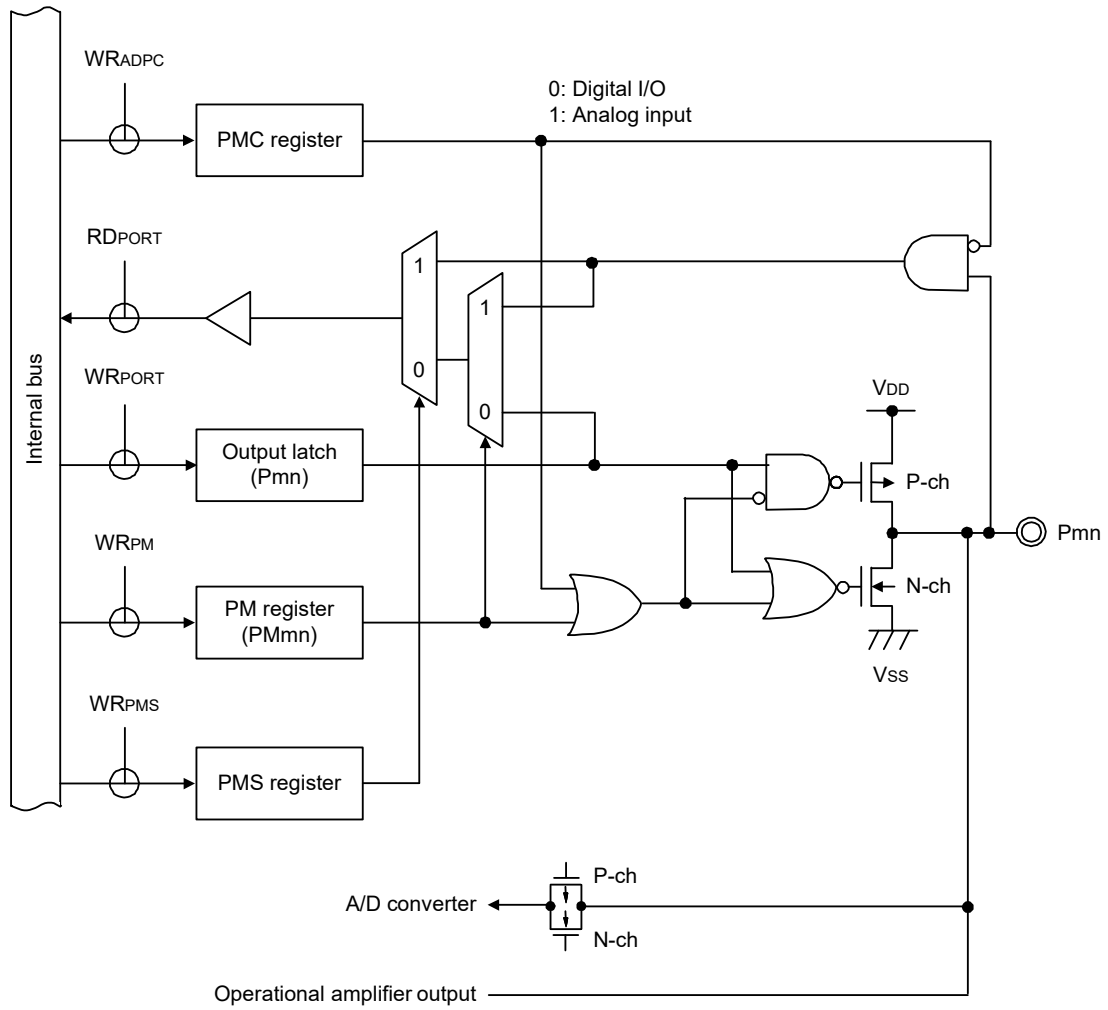 WRADPC
0: Digital I/O
1: Analog input
PMC register
RDPORT
1
1
0
0
Internal bus
WRPORT
VDD
Output latch
(Pmn)
P-ch
Pmn
WRPM
N-ch
PM register
(PMmn)
VSS
WRPMS
PMS register
P-ch
A/D converter
N-ch
Operational amplifier output